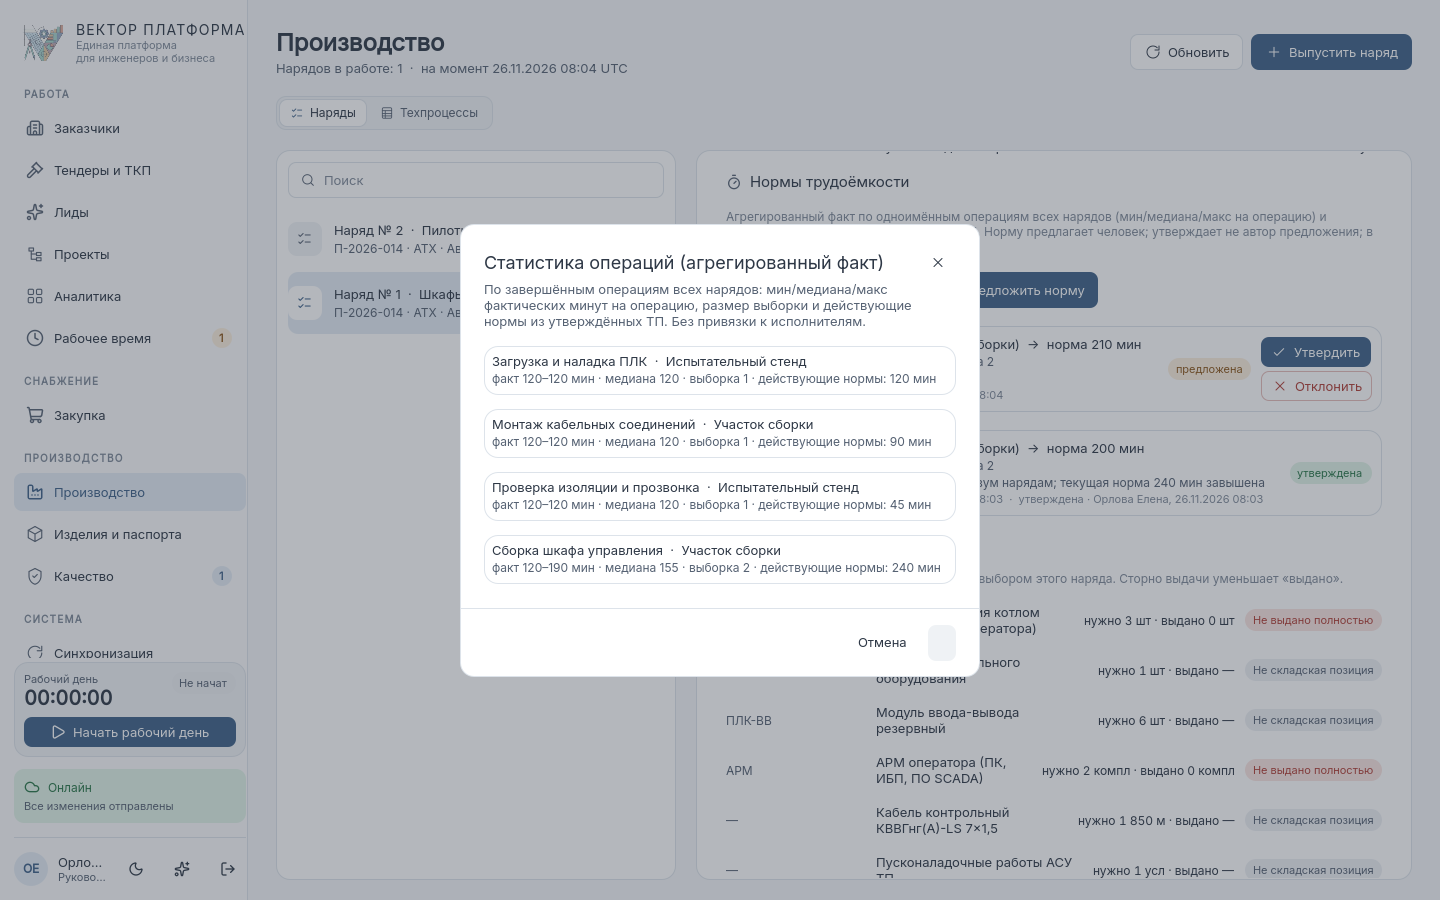 ВЕКТОР ПЛАТФОРМА
Единая платформа
для инженеров и бизнеса
РАБОТА
Заказчики
Тендеры и ТКП
Лиды
Проекты
Аналитика
Рабочее время 1
СНАБЖЕНИЕ
Закупка
ПРОИЗВОДСТВО
Производство
Изделия и паспорта
Качество 1
СИСТЕМА
Синхронизация
Рабочий день
Не начат
00:00:00
Начать рабочий день
Онлайн
Все изменения отправлены
OE
Орло...
Руково...
Производство
Нарядов в работе: 1 · на момент 26.11.2026 08:04 UTC
Обновить
Выпустить наряд
Наряды
Техпроцессы
Поиск
Наряд № 2 ·
П-2026-014 · АТХ ·
Наряд № 1 ·
П-2026-014 · АТХ ·
Нормы трудоёмкости
Агрегированный факт по одноимённым операциям всех нарядов (мин/медиана/макс на операцию) и
Норму предлагает человек; утверждает не автор предложения; в
норму
→ норма 210 мин
2
08:04
предложена
Утвердить
Отклонить
→ норма 200 мин
2
нарядам; текущая норма 240 мин завышена
8:03 · утверждена · Орлова Елена, 26.11.2026 08:03
утверждена
выбором этого наряда. Сторно выдачи уменьшает «выдано».
котлом
нужно 3 шт · выдано 0 шт
Не выдано полностью
оборудования
нужно 1 шт · выдано —
Не складская позиция
ПЛК-ВВ
Модуль ввода-вывода
резервный
нужно 6 шт · выдано —
Не складская позиция
АРМ
АРМ оператора (ПК,
ИБП, ПО SCADA)
нужно 2 компл · выдано 0 компл
Не выдано полностью
—
Кабель контрольный
КВВГнг(А)-LS 7×1,5
нужно 1 850 м · выдано —
Не складская позиция
—
Пусконаладочные работы АСУ
ТП
нужно 1 усл · выдано —
Не складская позиция
Статистика операций (агрегированный факт)
По завершённым операциям всех нарядов: мин/медиана/макс
фактических минут на операцию, размер выборки и действующие
нормы из утверждённых ТП. Без привязки к исполнителям.
Загрузка и наладка ПЛК · Испытательный стенд
факт 120–120 мин · медиана 120 · выборка 1 · действующие нормы: 120 мин
Монтаж кабельных соединений · Участок сборки
факт 120–120 мин · медиана 120 · выборка 1 · действующие нормы: 90 мин
Проверка изоляции и прозвонка · Испытательный стенд
факт 120–120 мин · медиана 120 · выборка 1 · действующие нормы: 45 мин
Сборка шкафа управления · Участок сборки
факт 120–190 мин · медиана 155 · выборка 2 · действующие нормы: 240 мин
Отмена